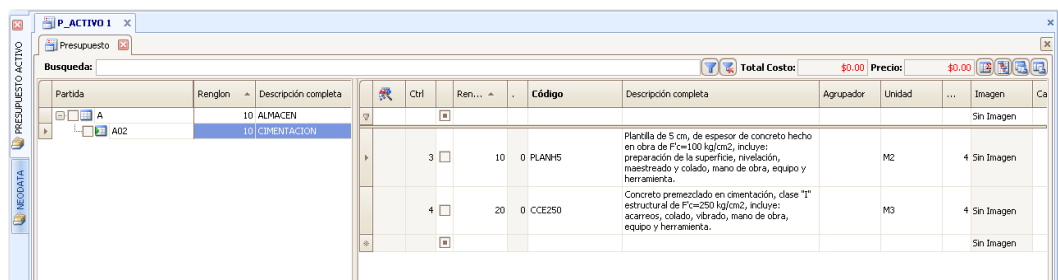 P_ACTIVO 1
Presupuesto
Busqueda:
Total Costo: $0.00 Precio: $0.00
PRESUPUESTO ACTIVO
NEODATA
Partida Renglon Descripción completa
A 10 ALMACEN
A02 10 CIMENTACION
Ctrl Ren... . Código Descripción completa Agrupador Unidad ... Imagen Ca
Sin Imagen
3 10 0 PLANH5
Plantilla de 5 cm, de espesor de concreto hecho
en obra de F'c=100 kg/cm2, incluye:
preparación de la superficie, nivelación,
maestreado y colado, mano de obra, equipo y
herramienta.
M2 4 Sin Imagen
4 20 0 CCE250
Concreto premezclado en cimentación, clase "I"
estructural de F'c=250 kg/cm2, incluye:
acarreos, colado, vibrado, mano de obra,
equipo y herramienta.
M3 4 Sin Imagen
Sin Imagen